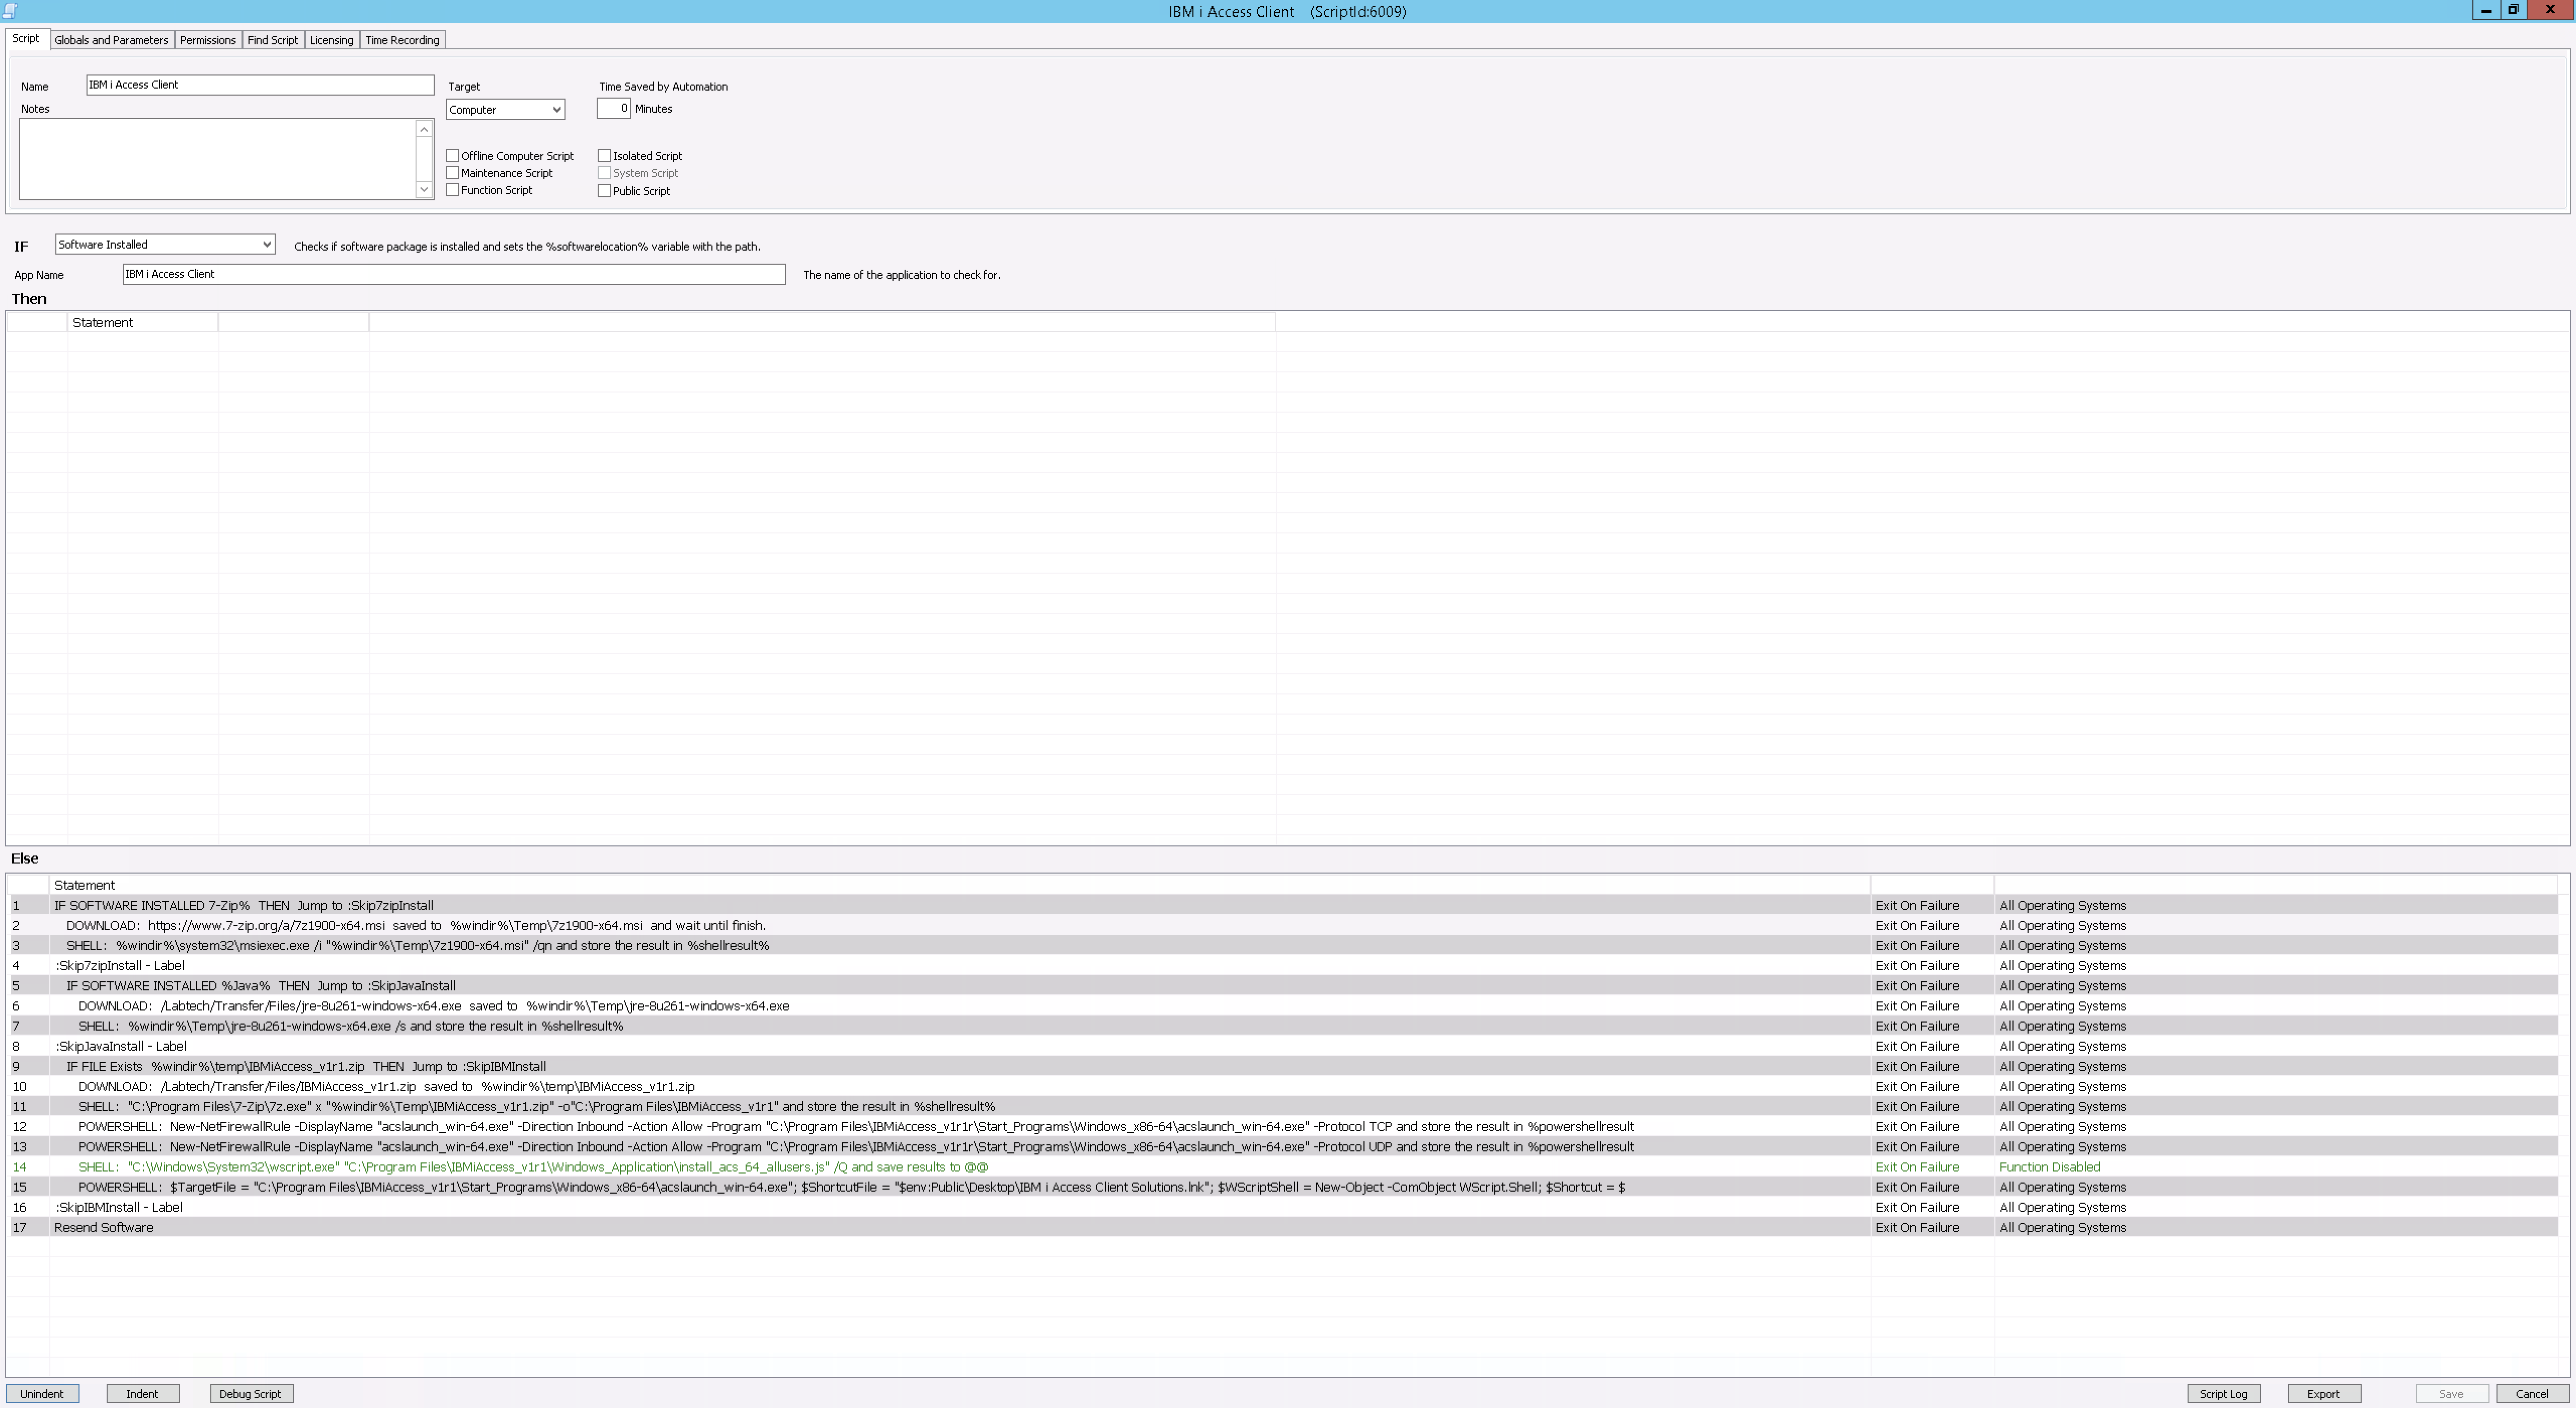 IBM i Access Client (ScriptId:6009)
Script Globals and Parameters Permissions Find Script Licensing Time Recording
Name IBM i Access Client Target Time Saved by Automation
Notes Computer 0 Minutes
Offline Computer Script Isolated Script
Maintenance Script System Script
Function Script Public Script
IF Software Installed Checks if software package is installed and sets the %softwarelocation% variable with the path.
App Name IBM i Access Client The name of the application to check for.
Then
Statement
Else
Statement
1 IF SOFTWARE INSTALLED 7-Zip% THEN Jump to :Skip7zipInstall Exit On Failure All Operating Systems
2 DOWNLOAD: https://www.7-zip.org/a/7z1900-x64.msi saved to %windir%\Temp\7z1900-x64.msi and wait until finish. Exit On Failure All Operating Systems
3 SHELL: %windir%\system32\msiexec.exe /i "%windir%\Temp\7z1900-x64.msi" /qn and store the result in %shellresult% Exit On Failure All Operating Systems
4 :Skip7zipInstall - Label Exit On Failure All Operating Systems
5 IF SOFTWARE INSTALLED %Java% THEN Jump to :SkipJavaInstall Exit On Failure All Operating Systems
6 DOWNLOAD: /Labtech/Transfer/Files/jre-8u261-windows-x64.exe saved to %windir%\Temp\jre-8u261-windows-x64.exe Exit On Failure All Operating Systems
7 SHELL: %windir%\Temp\jre-8u261-windows-x64.exe /s and store the result in %shellresult% Exit On Failure All Operating Systems
8 :SkipJavaInstall - Label Exit On Failure All Operating Systems
9 IF FILE Exists %windir%\temp\IBMiAccess_v1r1.zip THEN Jump to :SkipIBMInstall Exit On Failure All Operating Systems
10 DOWNLOAD: /Labtech/Transfer/Files/IBMiAccess_v1r1.zip saved to %windir%\temp\IBMiAccess_v1r1.zip Exit On Failure All Operating Systems
11 SHELL: "C:\Program Files\7-Zip\7z.exe" x "%windir%\Temp\IBMiAccess_v1r1.zip" -o"C:\Program Files\IBMiAccess_v1r1" and store the result in %shellresult% Exit On Failure All Operating Systems
12 POWERSHELL: New-NetFirewallRule -DisplayName "acslaunch_win-64.exe" -Direction Inbound -Action Allow -Program "C:\Program Files\IBMiAccess_v1r1r\Start_Programs\Windows_x86-64\acslaunch_win-64.exe" -Protocol TCP and store the result in %powershellresult Exit On Failure All Operating Systems
13 POWERSHELL: New-NetFirewallRule -DisplayName "acslaunch_win-64.exe" -Direction Inbound -Action Allow -Program "C:\Program Files\IBMiAccess_v1r1r\Start_Programs\Windows_x86-64\acslaunch_win-64.exe" -Protocol UDP and store the result in %powershellresult Exit On Failure All Operating Systems
14 SHELL: "C:\Windows\System32\wscript.exe" "C:\Program Files\IBMiAccess_v1r1\Windows_Application\install_acs_64_allusers.js" /Q and save results to @@ Exit On Failure Function Disabled
15 POWERSHELL: $TargetFile = "C:\Program Files\IBMiAccess_v1r1\Start_Programs\Windows_x86-64\acslaunch_win-64.exe"; $ShortcutFile = "$env:Public\Desktop\IBM i Access Client Solutions.lnk"; $WScriptShell = New-Object -ComObject WScript.Shell; $Shortcut = $ Exit On Failure All Operating Systems
16 :SkipIBMInstall - Label Exit On Failure All Operating Systems
17 Resend Software Exit On Failure All Operating Systems
Unindent Indent Debug Script Script Log Export Save Cancel